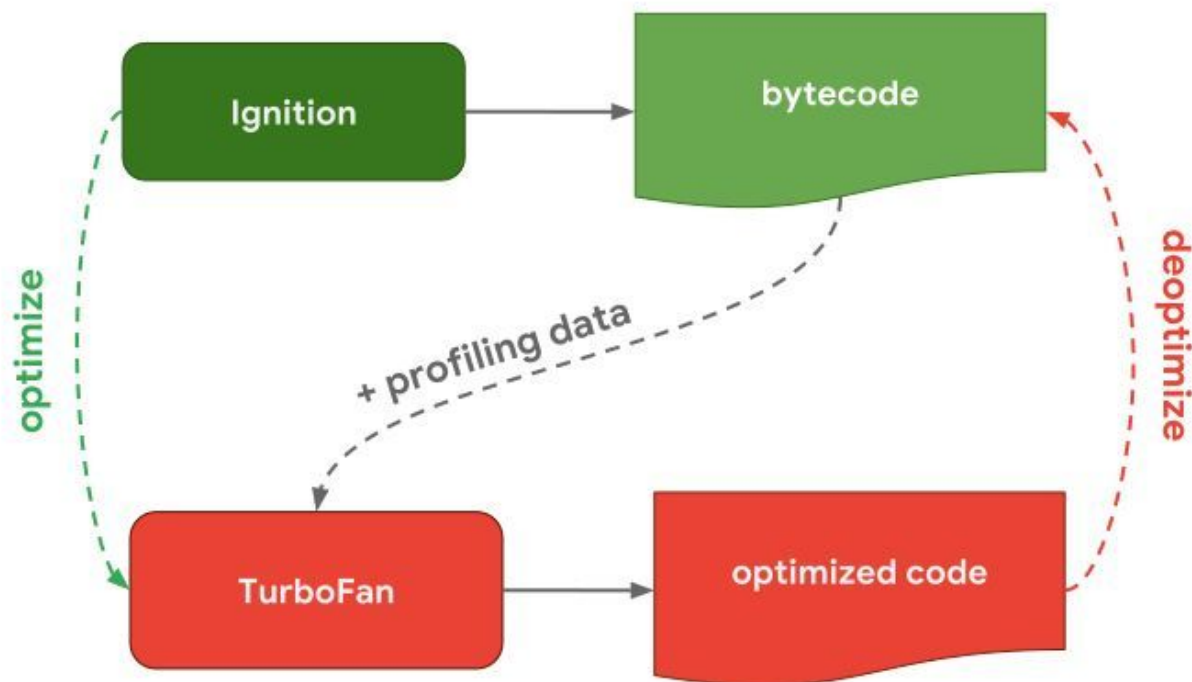 Ignition
bytecode
optimize
+ profiling data
deoptimize
TurboFan
optimized code